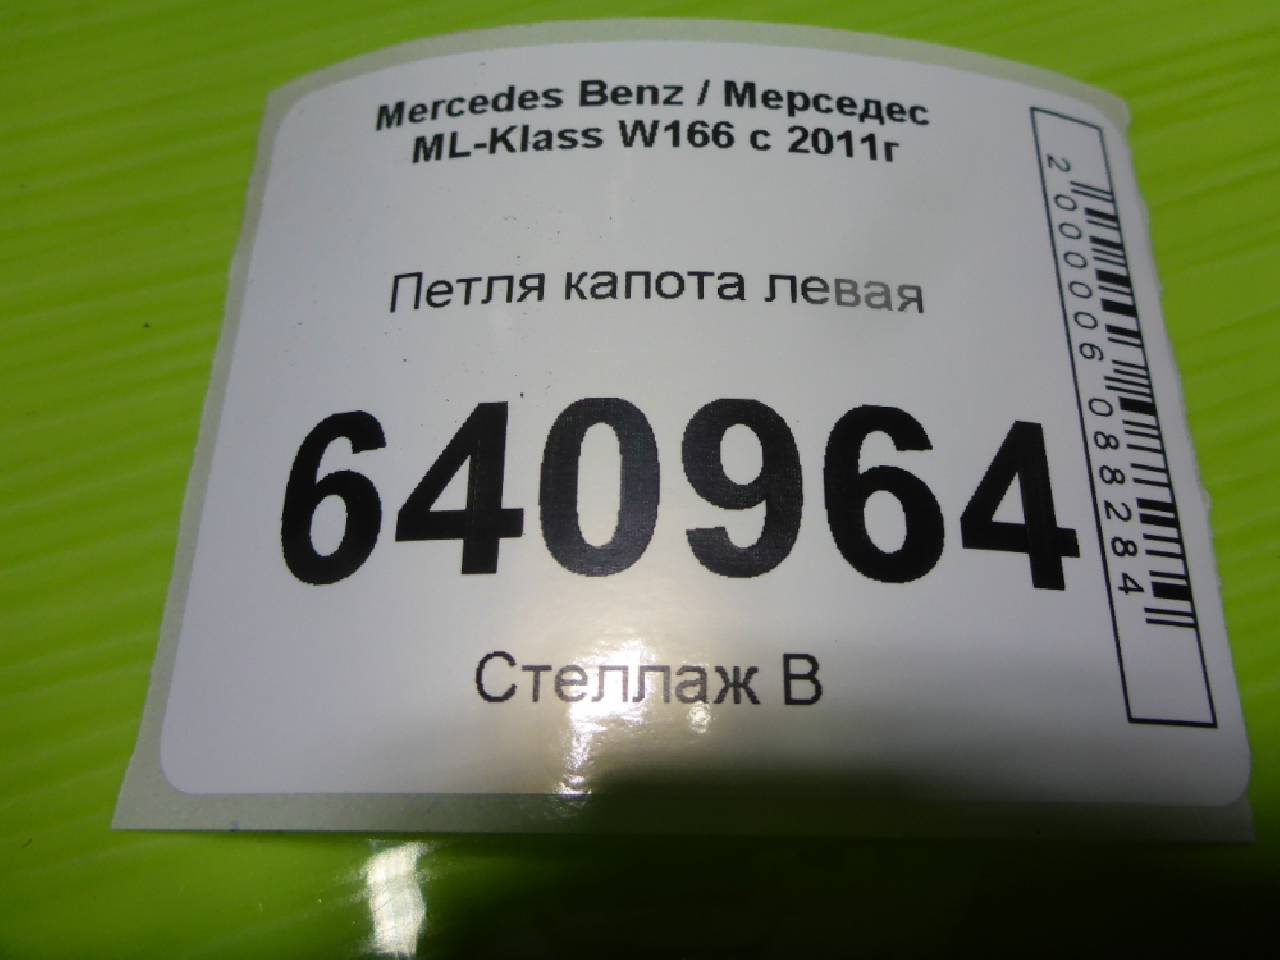 Mercedes Benz / Мерседес
ML-Klass W166 с 2011г
Петля капота левая
640964
Стеллаж В
2000006088284